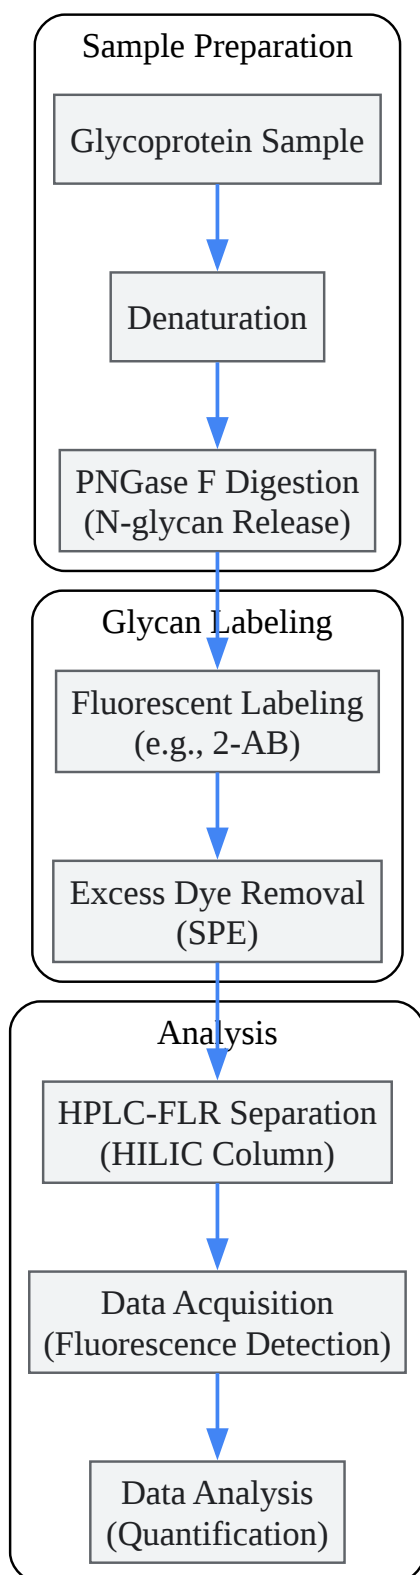 Sample Preparation
Glycoprotein Sample
Denaturation
PNGase F Digestion
(N-glycan Release)
Glycan Labeling
Fluorescent Labeling
(e.g., 2-AB)
Excess Dye Removal
(SPE)
Analysis
HPLC-FLR Separation
(HILIC Column)
Data Acquisition
(Fluorescence Detection)
Data Analysis
(Quantification)